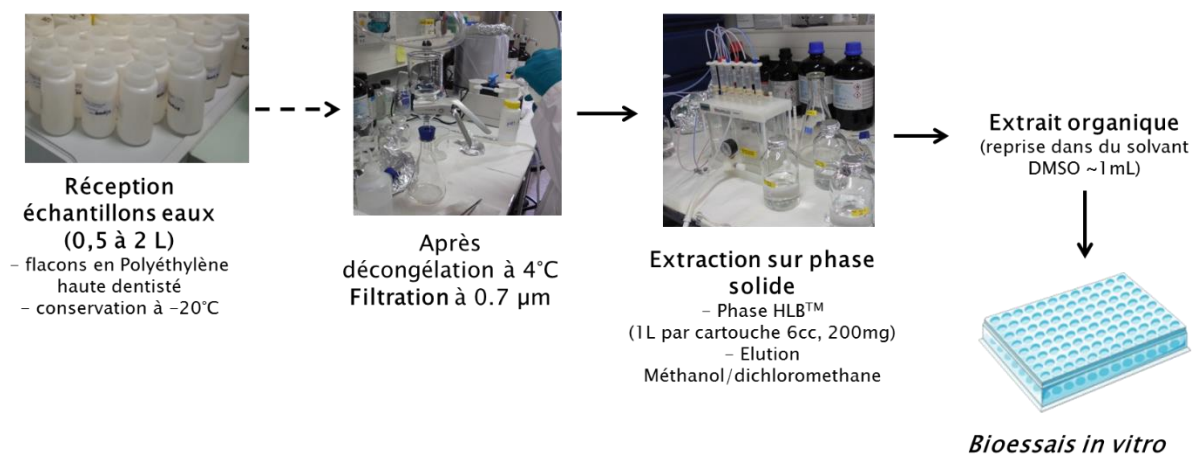 Réception
échantillons eaux
(0,5 à 2 L)
– flacons en Polyéthylène
haute dentisté
– conservation à –20°C
Après
décongélation à 4°C
Filtration à 0.7 µm
Extraction sur phase
solide
– Phase HLB™
(1L par cartouche 6cc, 200mg)
– Elution
Méthanol/dichloromethane
Extrait organique
(reprise dans du solvant
DMSO ~1mL)
Bioessais in vitro